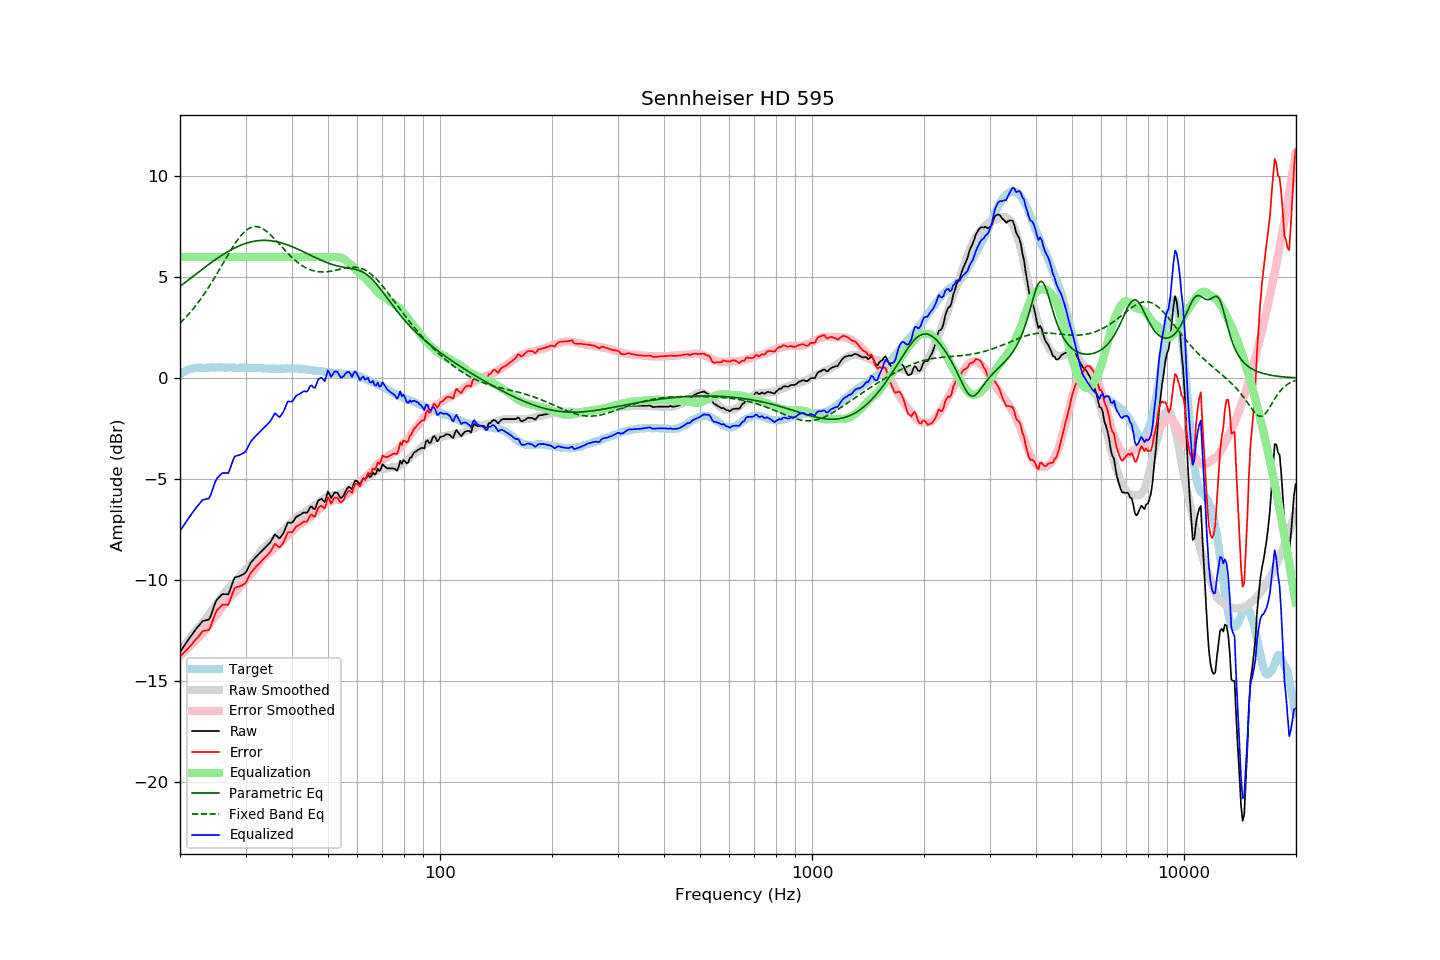 Sennheiser HD 595
Amplitude (dBr)
10
5
0
−5
−10
−15
−20
Target
Raw Smoothed
Error Smoothed
Raw
Error
Equalization
Parametric Eq
Fixed Band Eq
Equalized
100
1000
10000
Frequency (Hz)